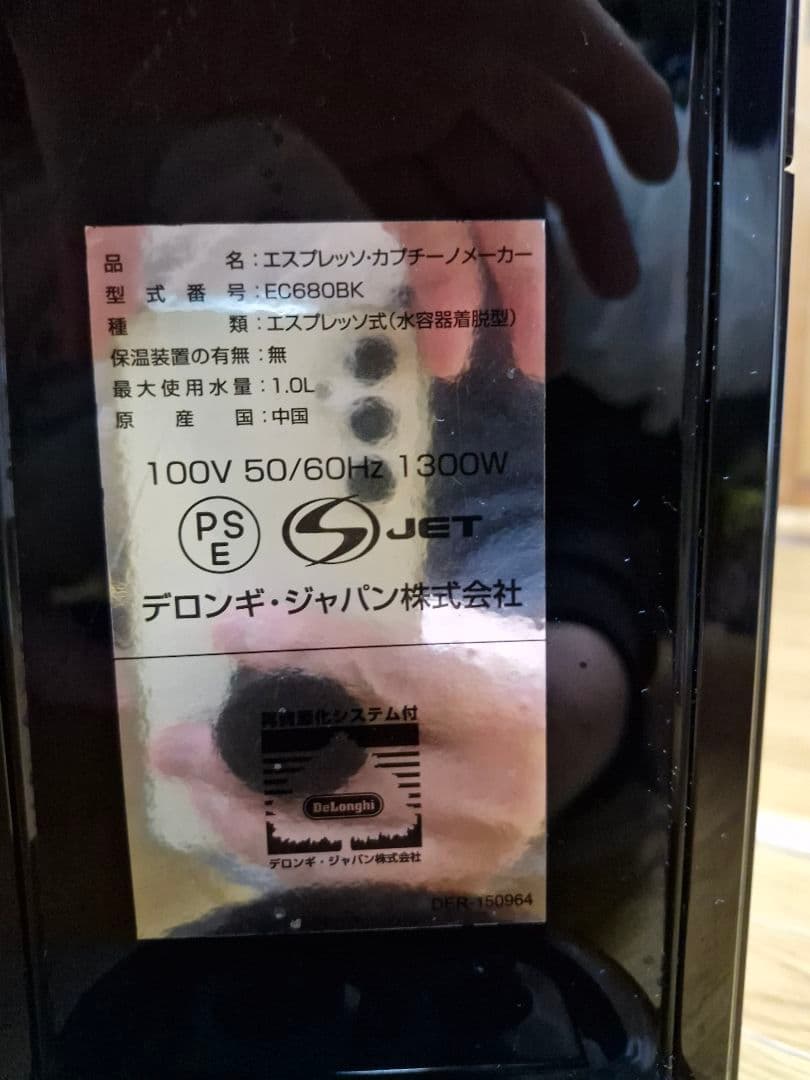 品名：エスプレッソ・カプチーノメーカー
型式番号：EC680BK
種類：エスプレッソ式(水容器着脱型)
保温装置の有無：無
最大使用水量：1.0L
原産国：中国
100V 50/60Hz 1300W
PS
E
JET
デロンギ・ジャパン株式会社
再資源化システム付
DeLonghi
デロンギ・ジャパン株式会社
DER-150964